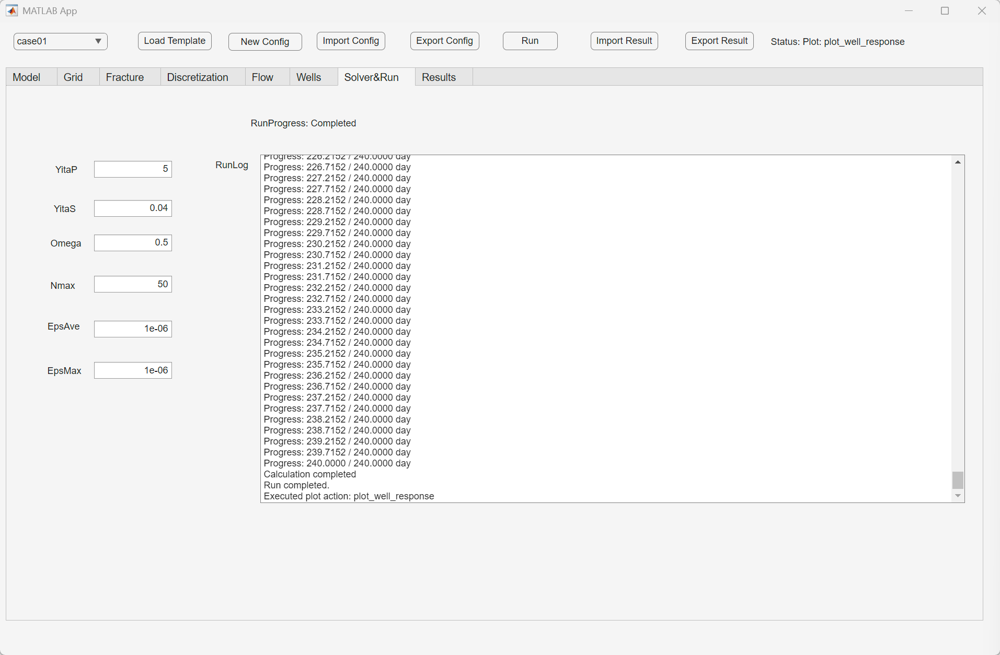 MATLAB App
case01
Load Template
New Config
Import Config
Export Config
Run
Import Result
Export Result
Status: Plot: plot_well_response
Model
Grid
Fracture
Discretization
Flow
Wells
Solver&Run
Results
RunProgress: Completed
YitaP
5
YitaS
0.04
Omega
0.5
Nmax
50
EpsAve
1e-06
EpsMax
1e-06
RunLog
Progress: 226.2152 / 240.0000 day
Progress: 226.7152 / 240.0000 day
Progress: 227.2152 / 240.0000 day
Progress: 227.7152 / 240.0000 day
Progress: 228.2152 / 240.0000 day
Progress: 228.7152 / 240.0000 day
Progress: 229.2152 / 240.0000 day
Progress: 229.7152 / 240.0000 day
Progress: 230.2152 / 240.0000 day
Progress: 230.7152 / 240.0000 day
Progress: 231.2152 / 240.0000 day
Progress: 231.7152 / 240.0000 day
Progress: 232.2152 / 240.0000 day
Progress: 232.7152 / 240.0000 day
Progress: 233.2152 / 240.0000 day
Progress: 233.7152 / 240.0000 day
Progress: 234.2152 / 240.0000 day
Progress: 234.7152 / 240.0000 day
Progress: 235.2152 / 240.0000 day
Progress: 235.7152 / 240.0000 day
Progress: 236.2152 / 240.0000 day
Progress: 236.7152 / 240.0000 day
Progress: 237.2152 / 240.0000 day
Progress: 237.7152 / 240.0000 day
Progress: 238.2152 / 240.0000 day
Progress: 238.7152 / 240.0000 day
Progress: 239.2152 / 240.0000 day
Progress: 239.7152 / 240.0000 day
Progress: 240.0000 / 240.0000 day
Calculation completed
Run completed.
Executed plot action: plot_well_response